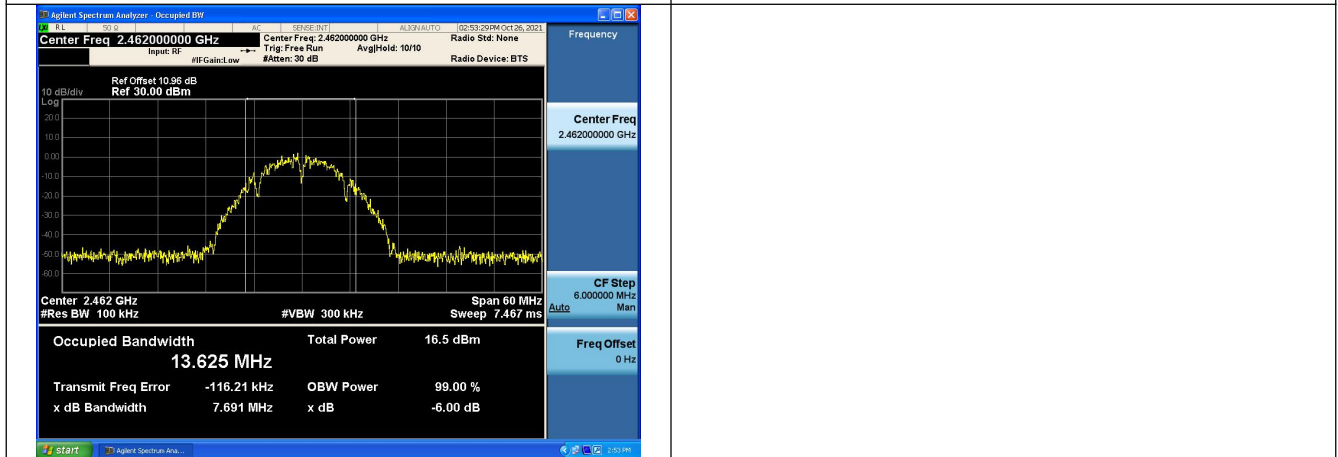 Agilent Spectrum Analyzer - Occupied BW
RL 50 Ω AC SENSE:INT ALIGNAUTO 02:53:29PM Oct 26, 2021
Center Freq 2.462000000 GHz Center Freq: 2.462000000 GHz Radio Std: None Frequency
Input: RF Trig: Free Run Avg|Hold: 10/10
#IFGain:Low #Atten: 30 dB Radio Device: BTS
Ref Offset 10.96 dB
10 dB/div Ref 30.00 dBm
Log
20.0
10.0
0.00
-10.0
-20.0
-30.0
-40.0
-50.0
-60.0
Center Freq
2.462000000 GHz
Center 2.462 GHz Span 60 MHz
#Res BW 100 kHz #VBW 300 kHz Sweep 7.467 ms
CF Step
6.000000 MHz
Auto Man
Occupied Bandwidth Total Power 16.5 dBm
13.625 MHz
Transmit Freq Error -116.21 kHz OBW Power 99.00 %
x dB Bandwidth 7.691 MHz x dB -6.00 dB
Freq Offset
0 Hz
start Agilent Spectrum Ana... 2:53 PM